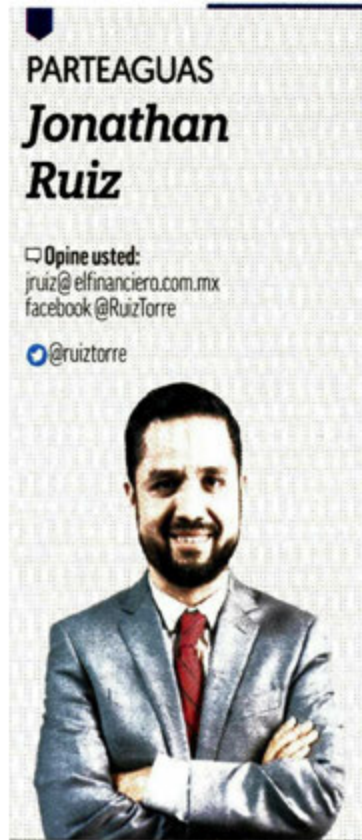 PARTEAGUAS
Jonathan
Ruiz
Opine usted:
jruiz@elfinanciero.com.mx
facebook @RuizTorre
@ruiztorre